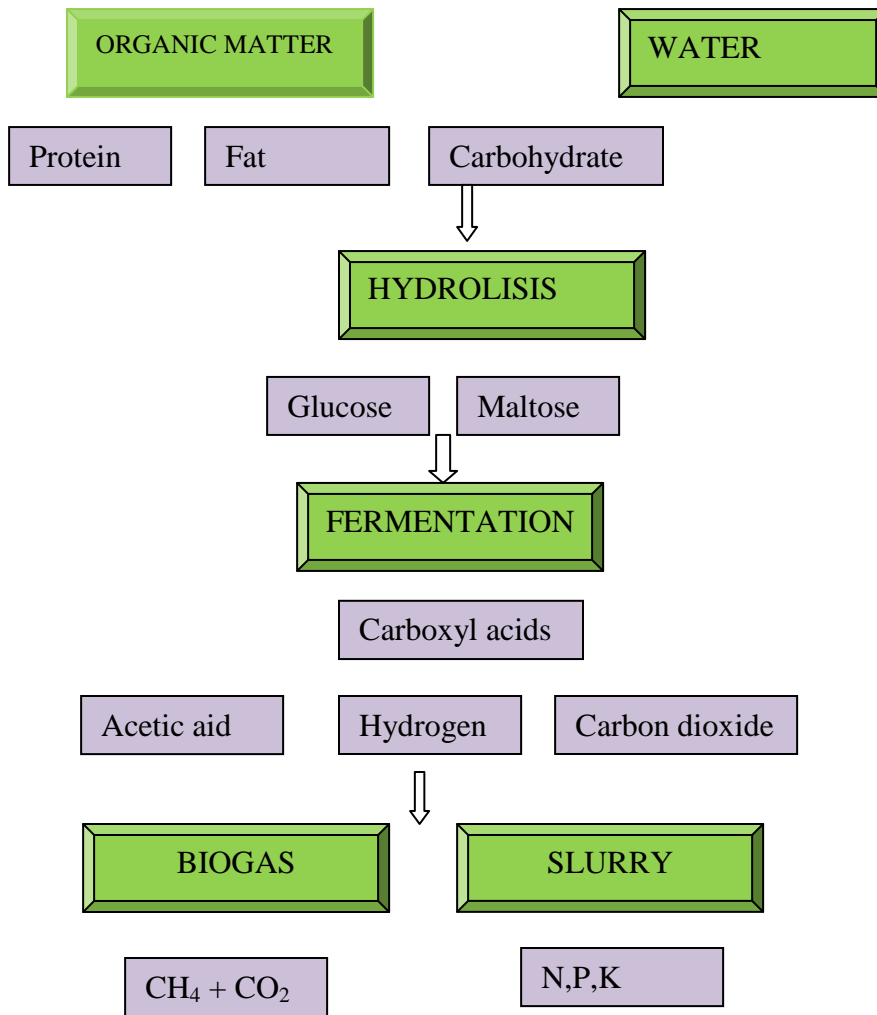 ORGANIC MATTER
WATER
Protein
Fat
Carbohydrate
HYDROLISIS
Glucose
Maltose
FERMENTATION
Carboxyl acids
Acetic aid
Hydrogen
Carbon dioxide
BIOGAS
SLURRY
CH₄ + CO₂
N,P,K